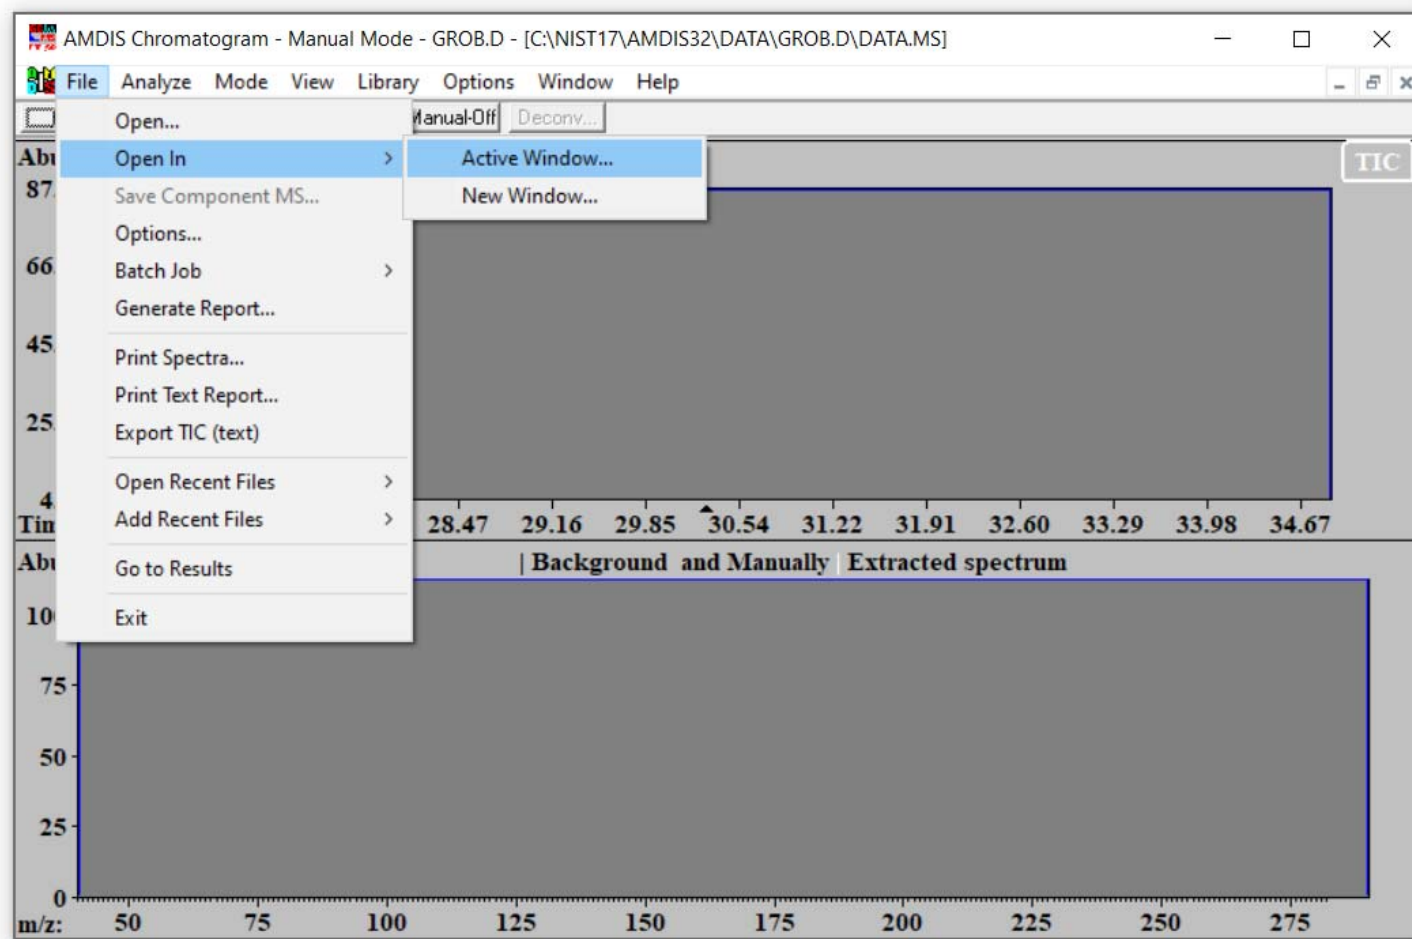 AMDIS Chromatogram - Manual Mode - GROB.D - [C:\NIST17\AMDIS32\DATA\GROB.D\DATA.MS]
File Analyze Mode View Library Options Window Help
Manual-Off Deconv...
Open...
Open In
Active Window...
New Window...
Save Component MS...
Options...
Batch Job
Generate Report...
Print Spectra...
Print Text Report...
Export TIC (text)
Open Recent Files
Add Recent Files
Go to Results
Exit
TIC
87
66
45
25
4
28.47 29.16 29.85 30.54 31.22 31.91 32.60 33.29 33.98 34.67
| Background and Manually | Extracted spectrum
75
50
25
0
m/z: 50 75 100 125 150 175 200 225 250 275